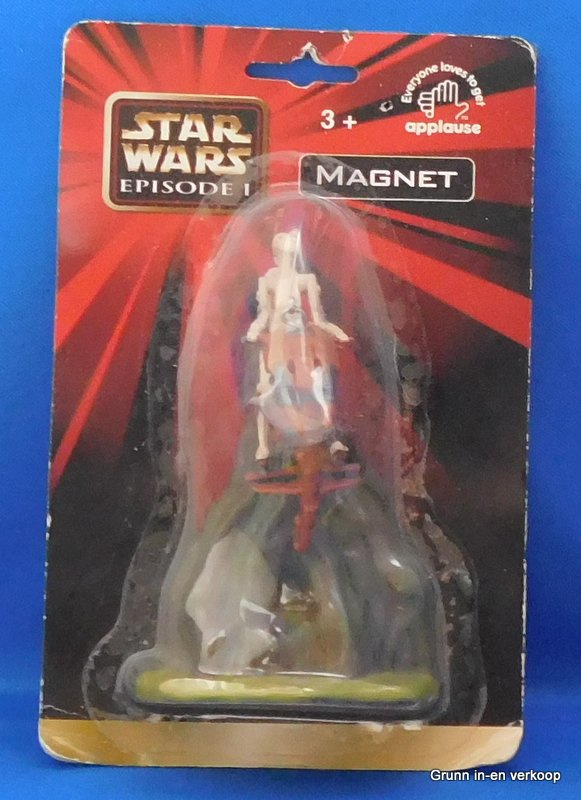 STAR
WARS
EPISODE I
3 +
Everyone loves to get
applause
MAGNET
Grunn in-en verkoop